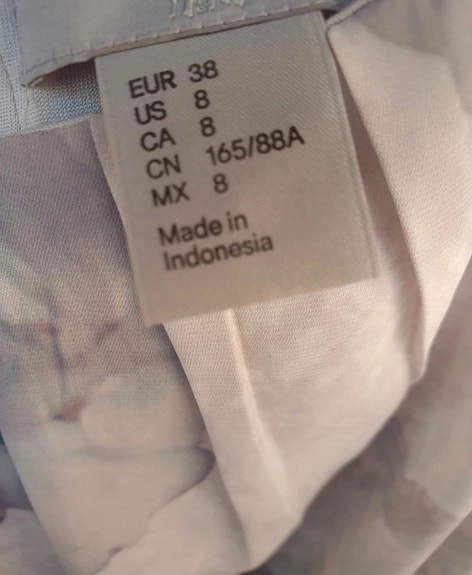 EUR 38
US 8
CA 8
CN 165/88A
MX 8
Made in
Indonesia